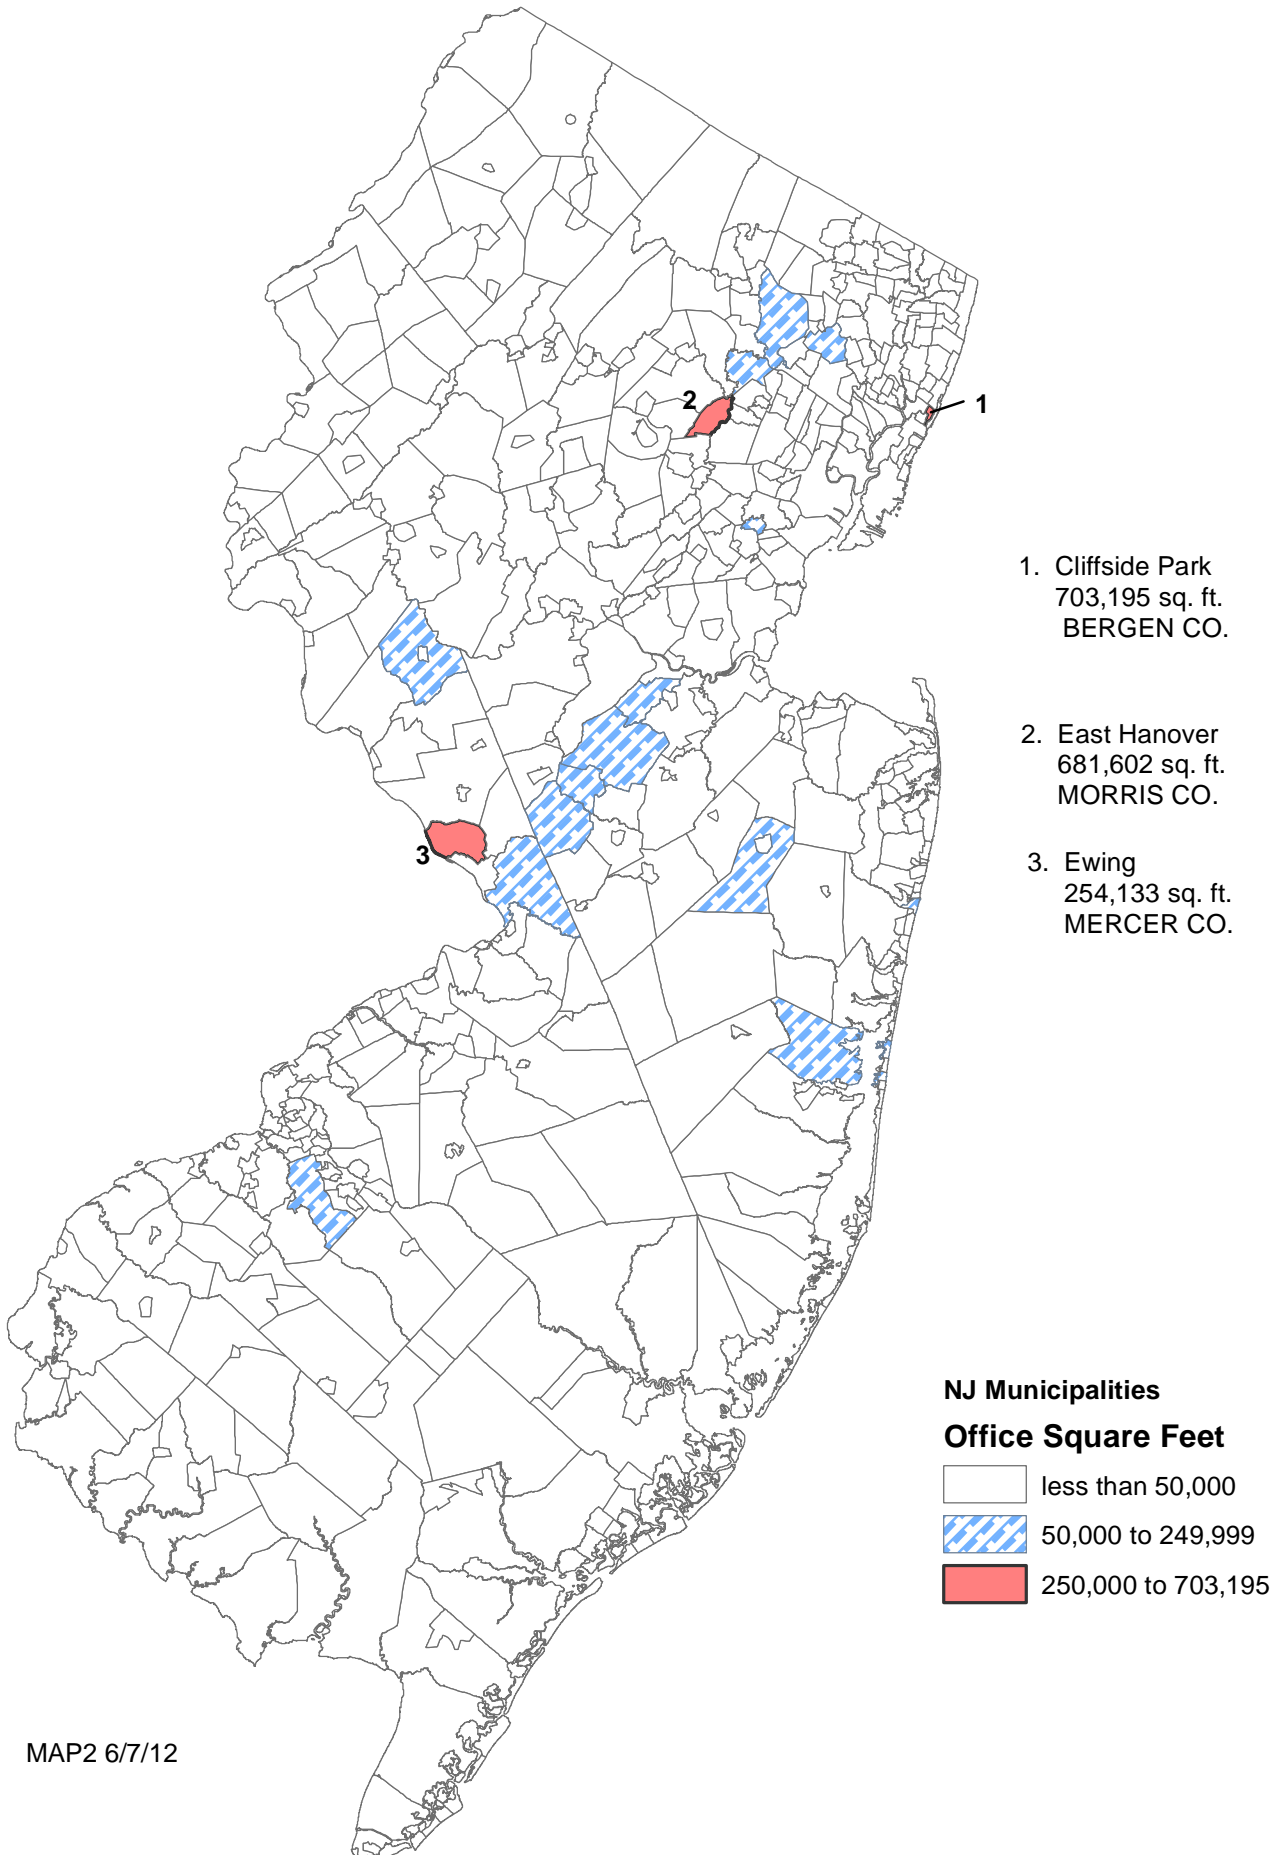 2
1
3
1. Cliffside Park
703,195 sq. ft.
BERGEN CO.
2. East Hanover
681,602 sq. ft.
MORRIS CO.
3. Ewing
254,133 sq. ft.
MERCER CO.
NJ Municipalities
Office Square Feet
less than 50,000
50,000 to 249,999
250,000 to 703,195
MAP2 6/7/12